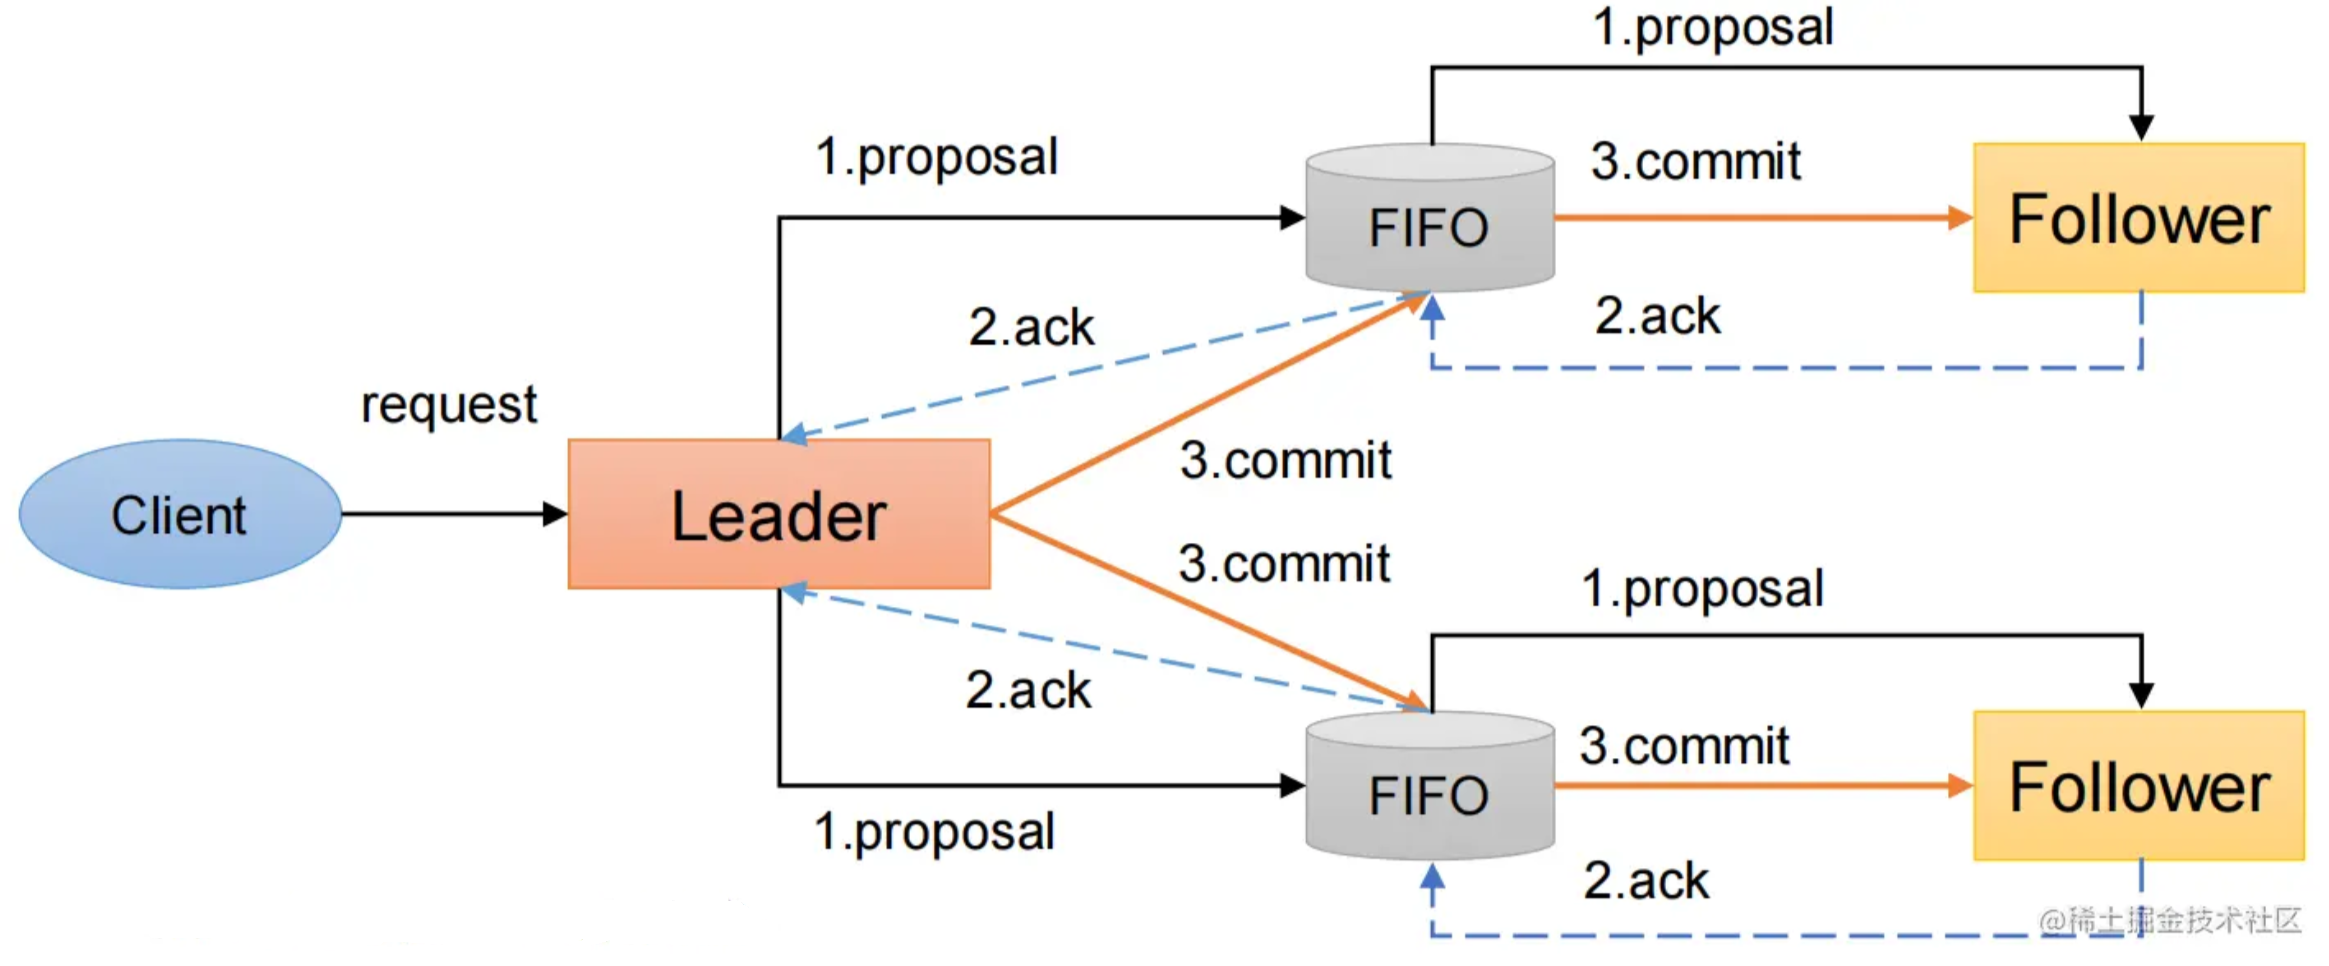 1.proposal
1.proposal
3.commit
FIFO
Follower
2.ack
2.ack
request
3.commit
Client
Leader
3.commit
1.proposal
2.ack
3.commit
FIFO
Follower
1.proposal
2.ack
@稀土掘金技术社区